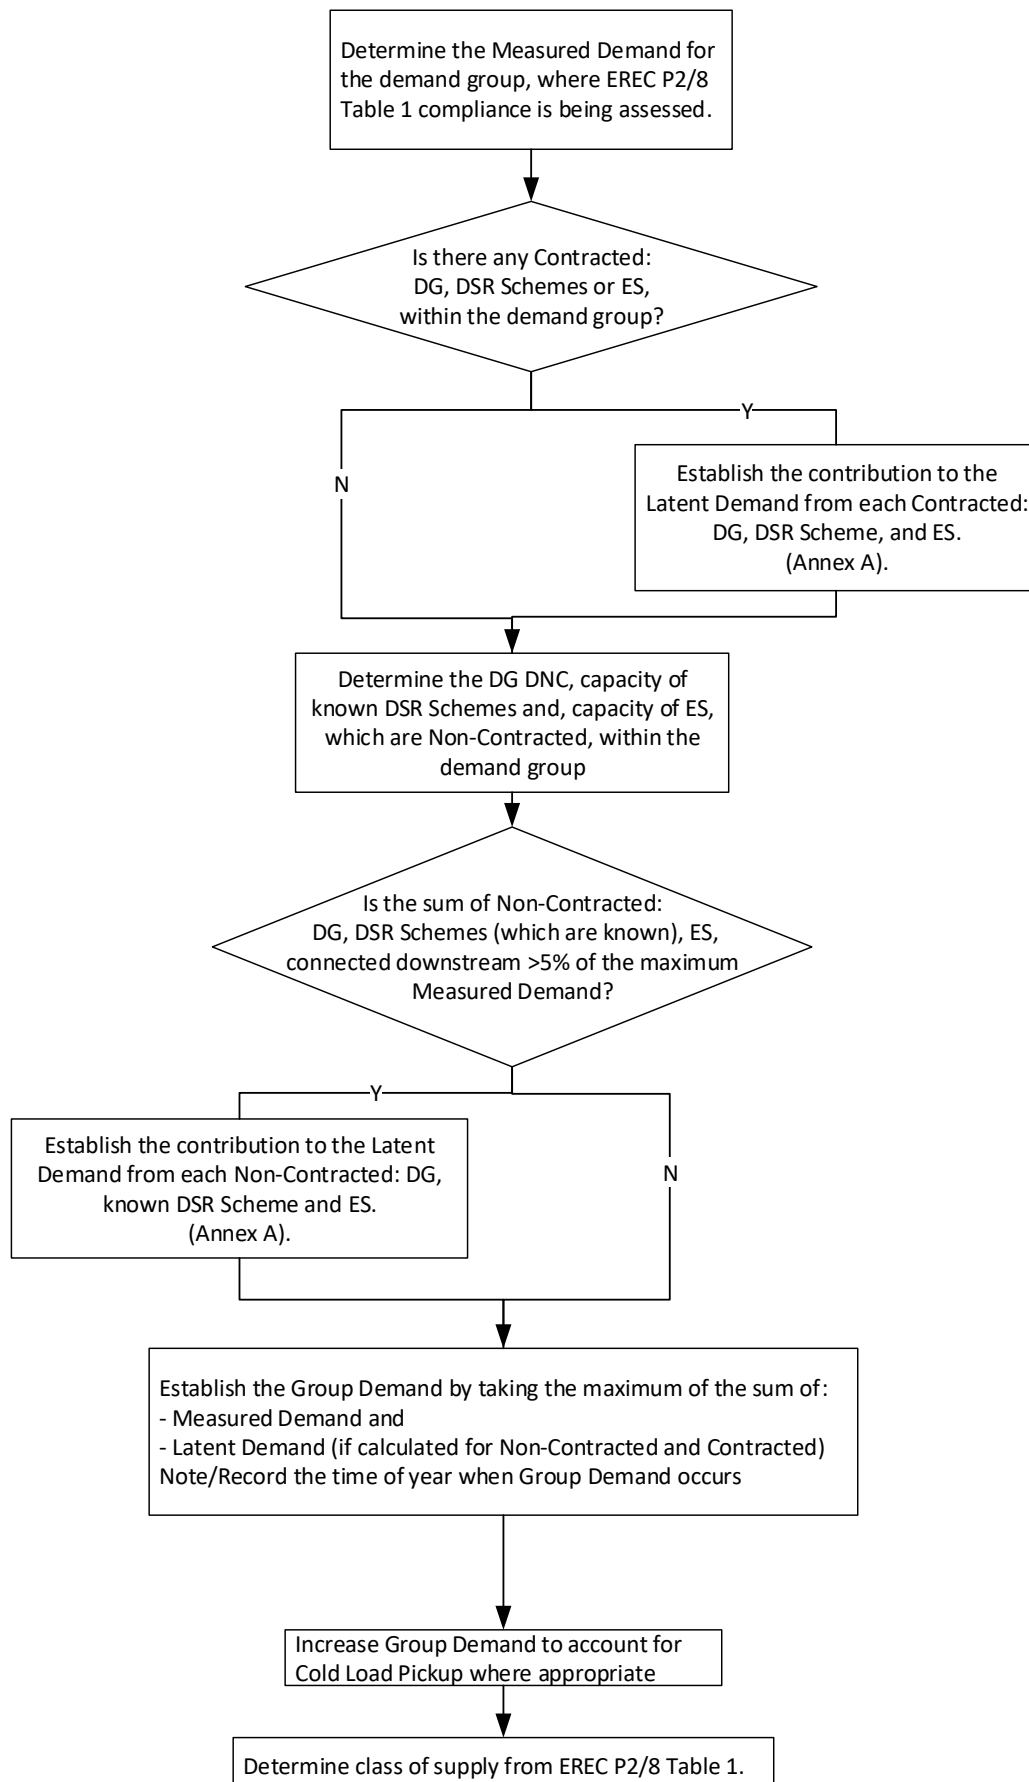 Determine the Measured Demand for
the demand group, where EREC P2/8
Table 1 compliance is being assessed.
Is there any Contracted:
DG, DSR Schemes or ES,
within the demand group?
Y
N
Establish the contribution to the
Latent Demand from each Contracted:
DG, DSR Scheme, and ES.
(Annex A).
Determine the DG DNC, capacity of
known DSR Schemes and, capacity of ES,
which are Non-Contracted, within the
demand group
Is the sum of Non-Contracted:
DG, DSR Schemes (which are known), ES,
connected downstream >5% of the maximum
Measured Demand?
Y
N
Establish the contribution to the Latent
Demand from each Non-Contracted: DG,
known DSR Scheme and ES.
(Annex A).
Establish the Group Demand by taking the maximum of the sum of:
- Measured Demand and
- Latent Demand (if calculated for Non-Contracted and Contracted)
Note/Record the time of year when Group Demand occurs
Increase Group Demand to account for
Cold Load Pickup where appropriate
Determine class of supply from EREC P2/8 Table 1.